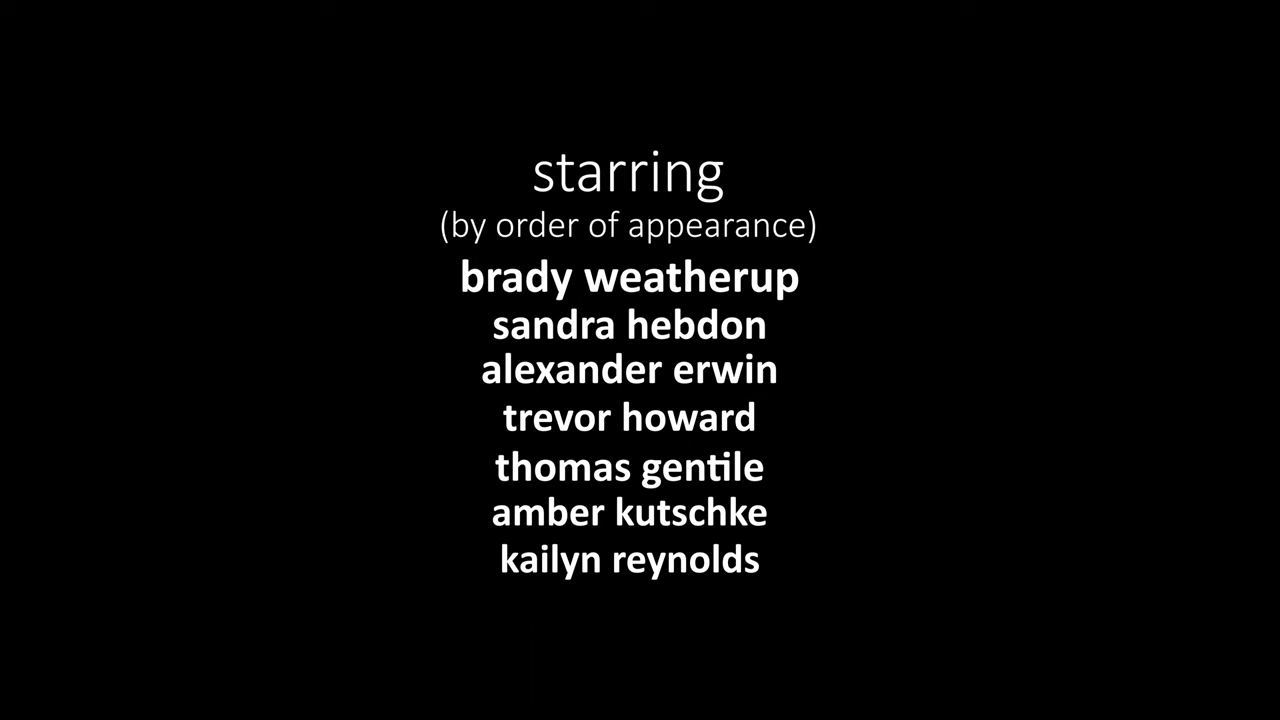 starring
(by order of appearance)
brady weatherup
sandra hebdon
alexander erwin
trevor howard
thomas gentile
amber kutschke
kailyn reynolds